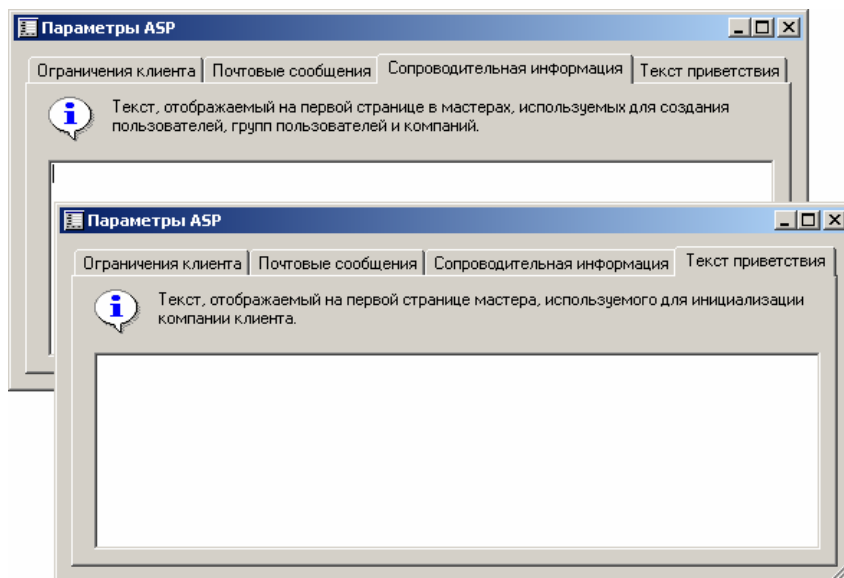 Параметры ASP
Ограничения клиента Почтовые сообщения Сопроводительная информация Текст приветствия
Текст, отображаемый на первой странице в мастерах, используемых для создания
пользователей, групп пользователей и компаний.
Параметры ASP
Ограничения клиента Почтовые сообщения Сопроводительная информация Текст приветствия
Текст, отображаемый на первой странице мастера, используемого для инициализации
компании клиента.